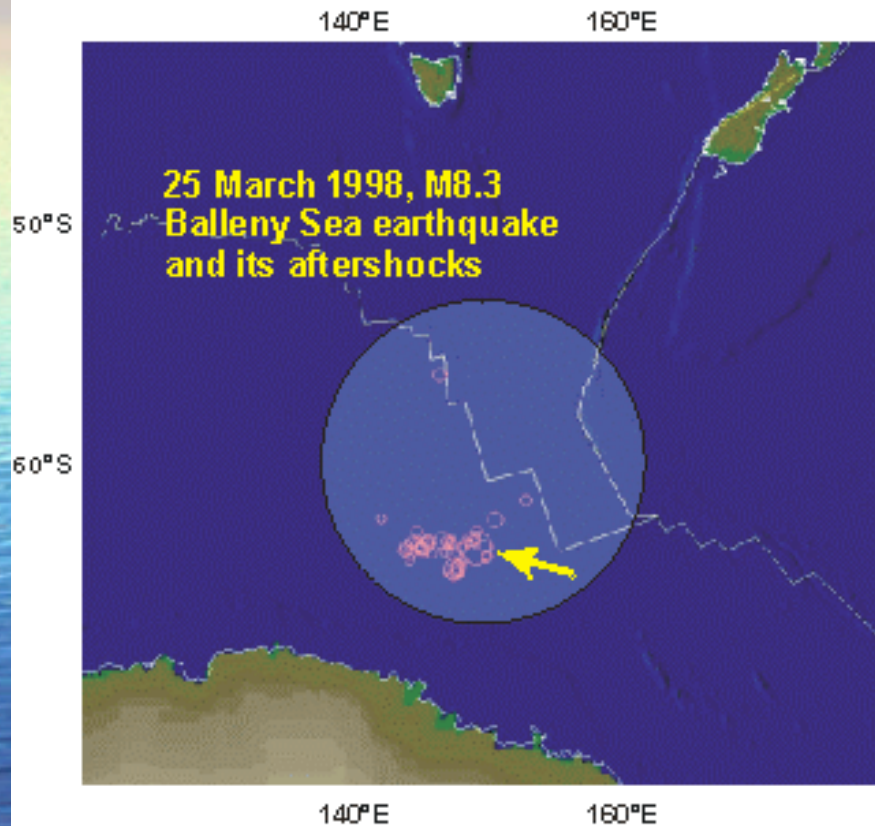 140°E 160°E
25 March 1998, M8.3
50°S Balleny Sea earthquake
and its aftershocks
60°S
140°E 160°E